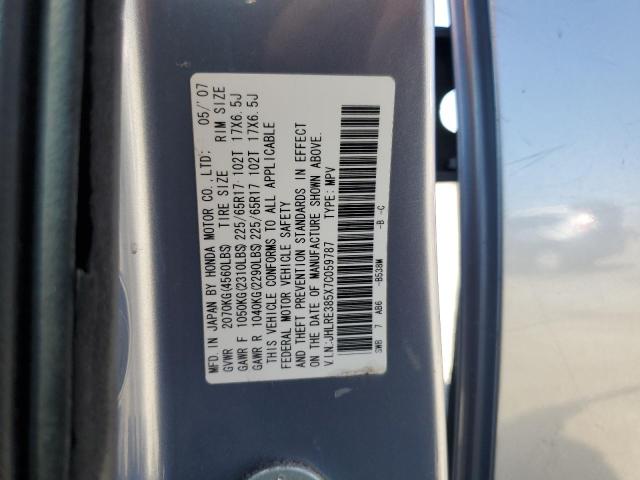 MFD. IN JAPAN BY HONDA MOTOR CO., LTD: 05/'07
GVWR 2070KG(4560LBS) TIRE SIZE RIM SIZE
GAWR F 1050KG(2310LBS) 225/65R17 102T 17X6.5J
GAWR R 1040KG(2290LBS) 225/65R17 102T 17X6.5J
THIS VEHICLE CONFORMS TO ALL APPLICABLE
FEDERAL MOTOR VEHICLE SAFETY
AND THEFT PREVENTION STANDARDS IN EFFECT
ON THE DATE OF MANUFACTURE SHOWN ABOVE.
V.I.N:JHLRE385X7C059787 TYPE: MPV
SWB 7 AB6 -B538M -B -C